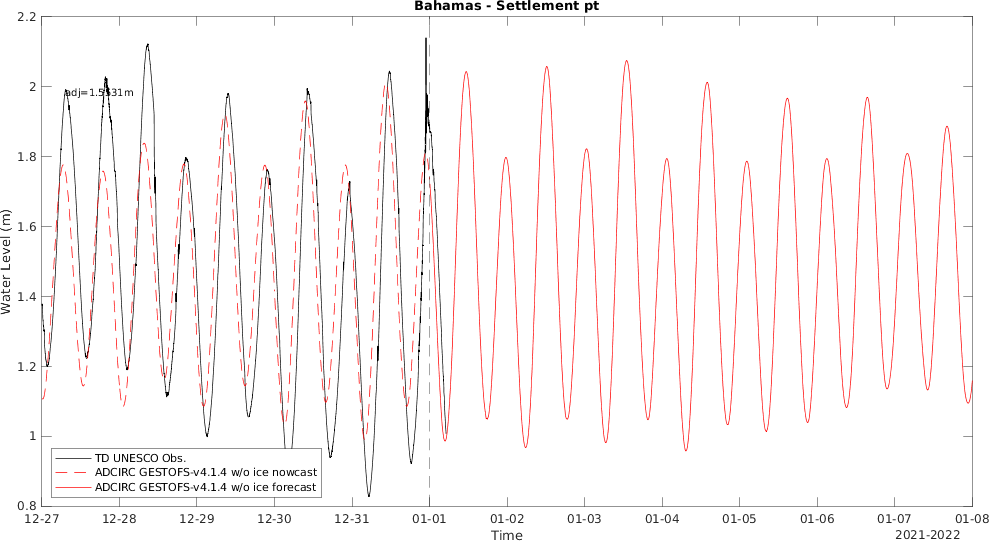 Bahamas - Settlement pt
2.2
2
1.8
1.6
1.4
1.2
1
0.8
Water Level (m)
adj=1.5531m
TD UNESCO Obs.
ADCIRC GESTOFS-v4.1.4 w/o ice nowcast
ADCIRC GESTOFS-v4.1.4 w/o ice forecast
12-27 12-28 12-29 12-30 12-31 01-01 01-02 01-03 01-04 01-05 01-06 01-07 01-08
Time
2021-2022